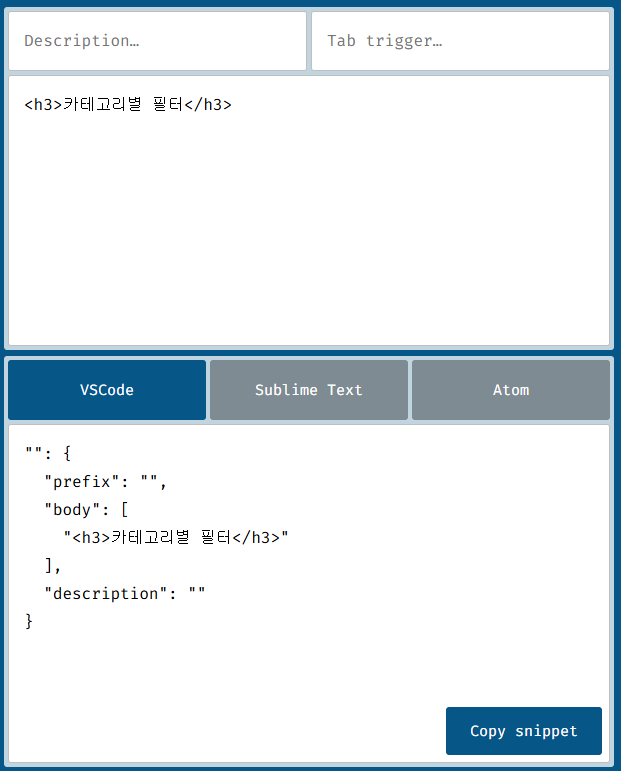 Description…
Tab trigger…
<h3>카테고리별 필터</h3>
VSCode
Sublime Text
Atom
"": {
  "prefix": "",
  "body": [
    "<h3>카테고리별 필터</h3>"
  ],
  "description": ""
}
Copy snippet